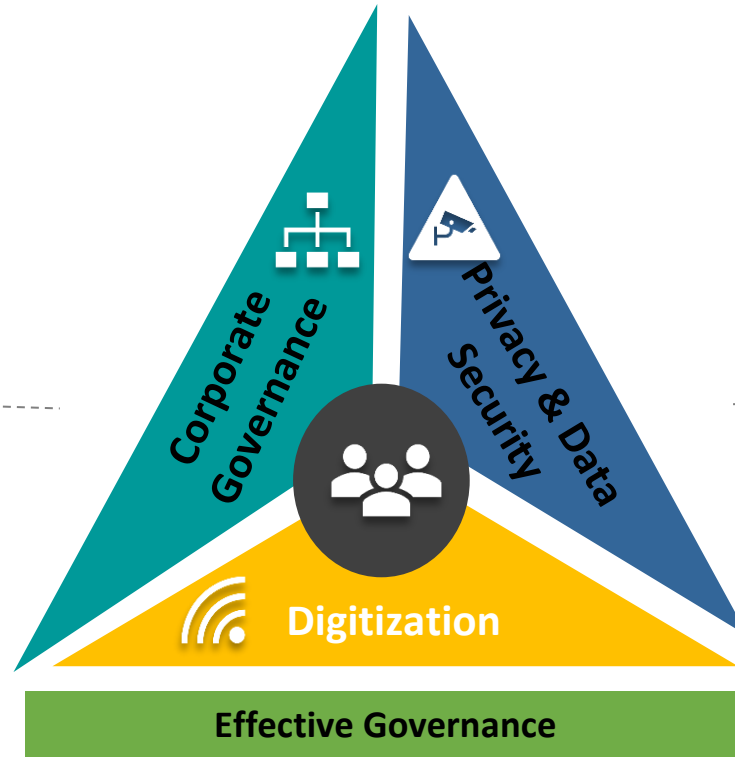 Corporate
Governance
Privacy & Data
Security
Digitization
Effective Governance